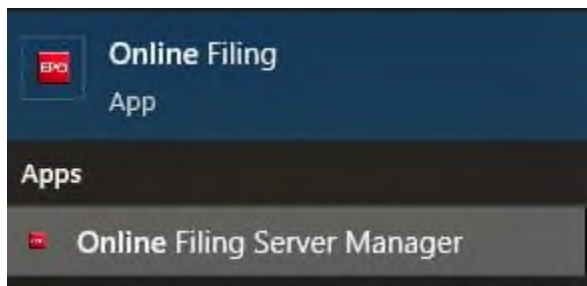 EPO
Online Filing
App
Apps
Online Filing Server Manager